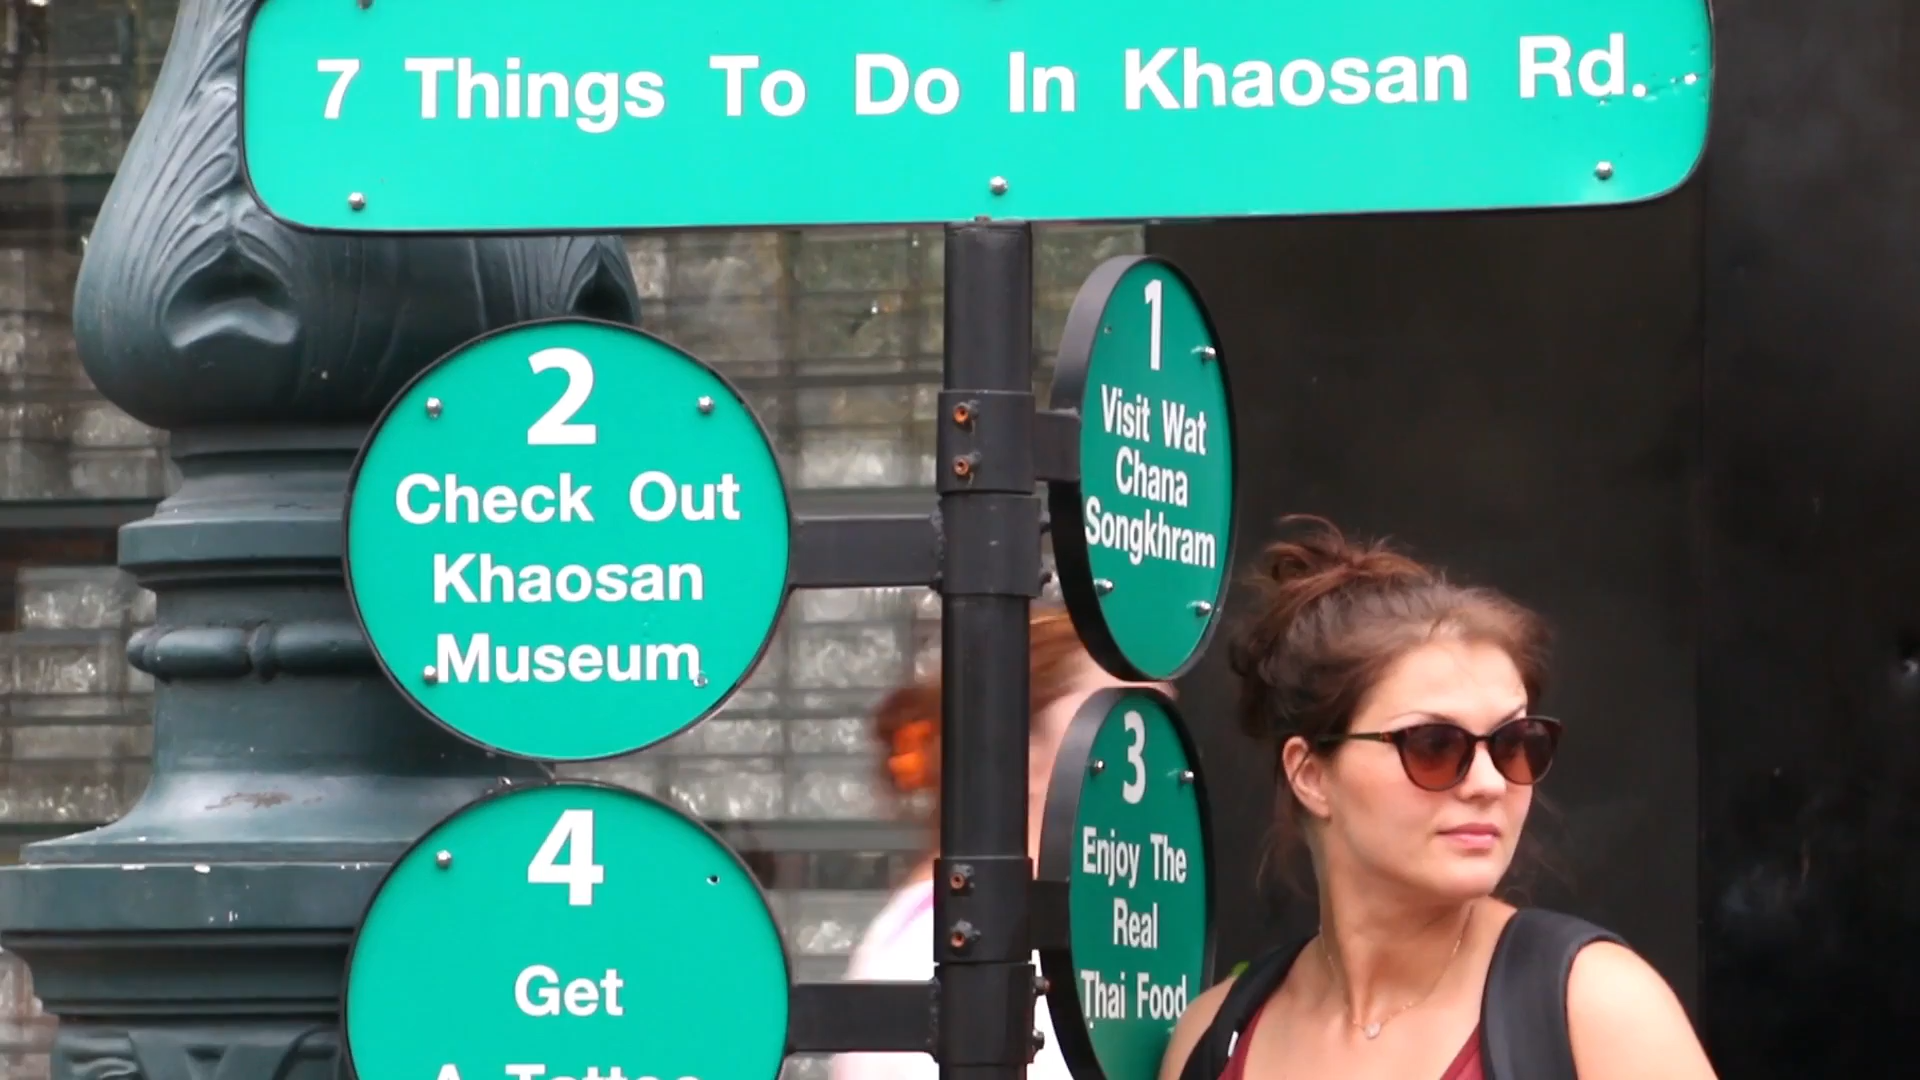 7 Things To Do In Khaosan Rd.
1
Visit Wat
Chana
Songkhram
2
Check Out
Khaosan
Museum
3
Enjoy The
Real
Thai Food
4
Get
A Tattoo